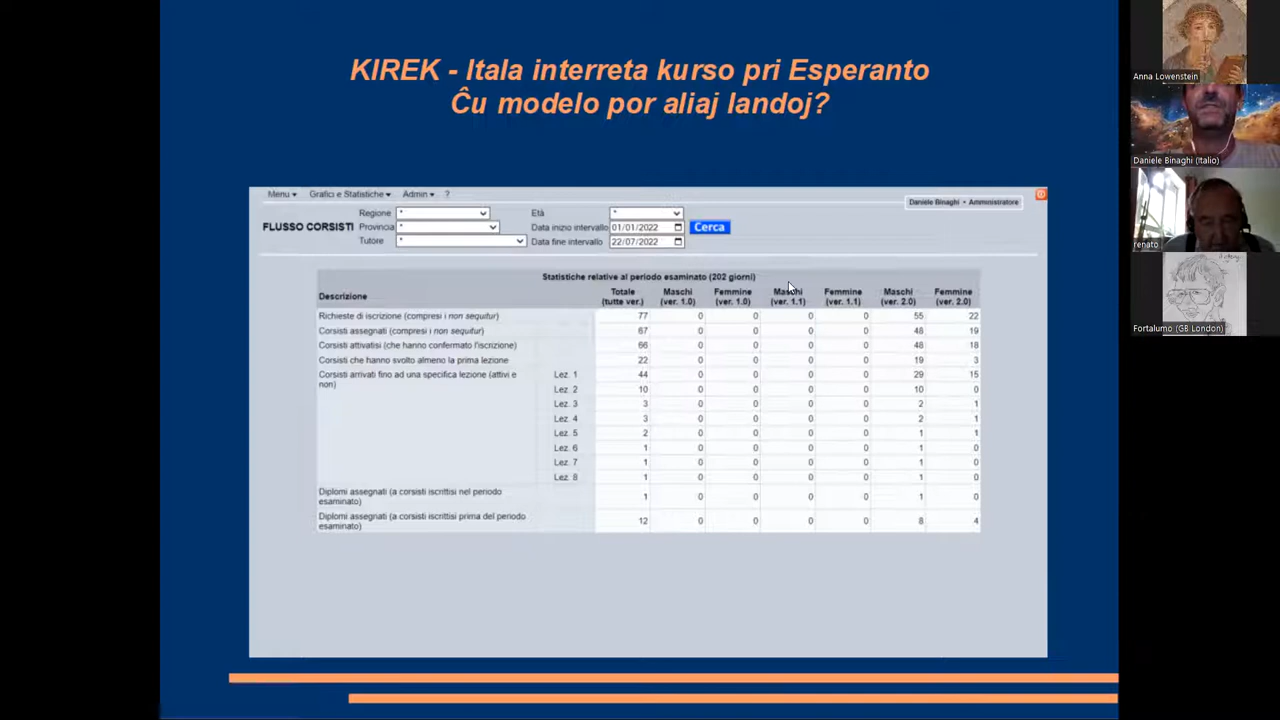 KIREK - Itala interreta kurso pri Esperanto
Ĉu modelo por aliaj landoj?
Menu Grafici e Statistiche Admin ?
Daniele Binaghi • Amministratore
FLUSSO CORSISTI
Regione *
Provincia *
Tutore *
Età *
Data inizio intervallo 01/01/2022
Data fine intervallo 22/07/2022
Cerca
Statistiche relative al periodo esaminato (202 giorni)
Descrizione Totale (tutte ver.) Maschi (ver. 1.0) Femmine (ver. 1.0) Maschi (ver. 1.1) Femmine (ver. 1.1) Maschi (ver. 2.0) Femmine (ver. 2.0)
Richieste di iscrizione (compresi i non sequitur) 77 0 0 0 0 55 22
Corsisti assegnati (compresi i non sequitur) 67 0 0 0 0 48 19
Corsisti attivatisi (che hanno confermato l'iscrizione) 66 0 0 0 0 48 18
Corsisti che hanno svolto almeno la prima lezione 22 0 0 0 0 19 3
Corsisti arrivati fino ad una specifica lezione (attivi e non) Lez. 1 44 0 0 0 0 29 15
Lez. 2 10 0 0 0 0 10 0
Lez. 3 3 0 0 0 0 2 1
Lez. 4 3 0 0 0 0 2 1
Lez. 5 2 0 0 0 0 1 1
Lez. 6 1 0 0 0 0 1 0
Lez. 7 1 0 0 0 0 1 0
Lez. 8 1 0 0 0 0 1 0
Diplomi assegnati (a corsisti iscrittisi nel periodo esaminato) 1 0 0 0 0 1 0
Diplomi assegnati (a corsisti iscrittisi prima del periodo esaminato) 12 0 0 0 0 8 4
Anna Lowenstein
Daniele Binaghi (Italio)
renato
Fortalumo (GB London)